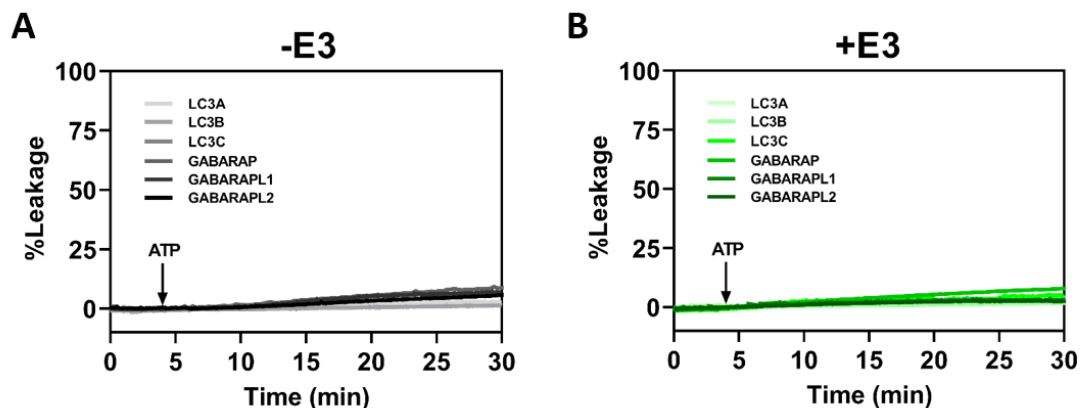 A
-E3
%Leakage
100
75
50
25
0
LC3A
LC3B
LC3C
GABARAP
GABARAPL1
GABARAPL2
ATP
0 5 10 15 20 25 30
Time (min)
B
+E3
%Leakage
100
75
50
25
0
LC3A
LC3B
LC3C
GABARAP
GABARAPL1
GABARAPL2
ATP
0 5 10 15 20 25 30
Time (min)